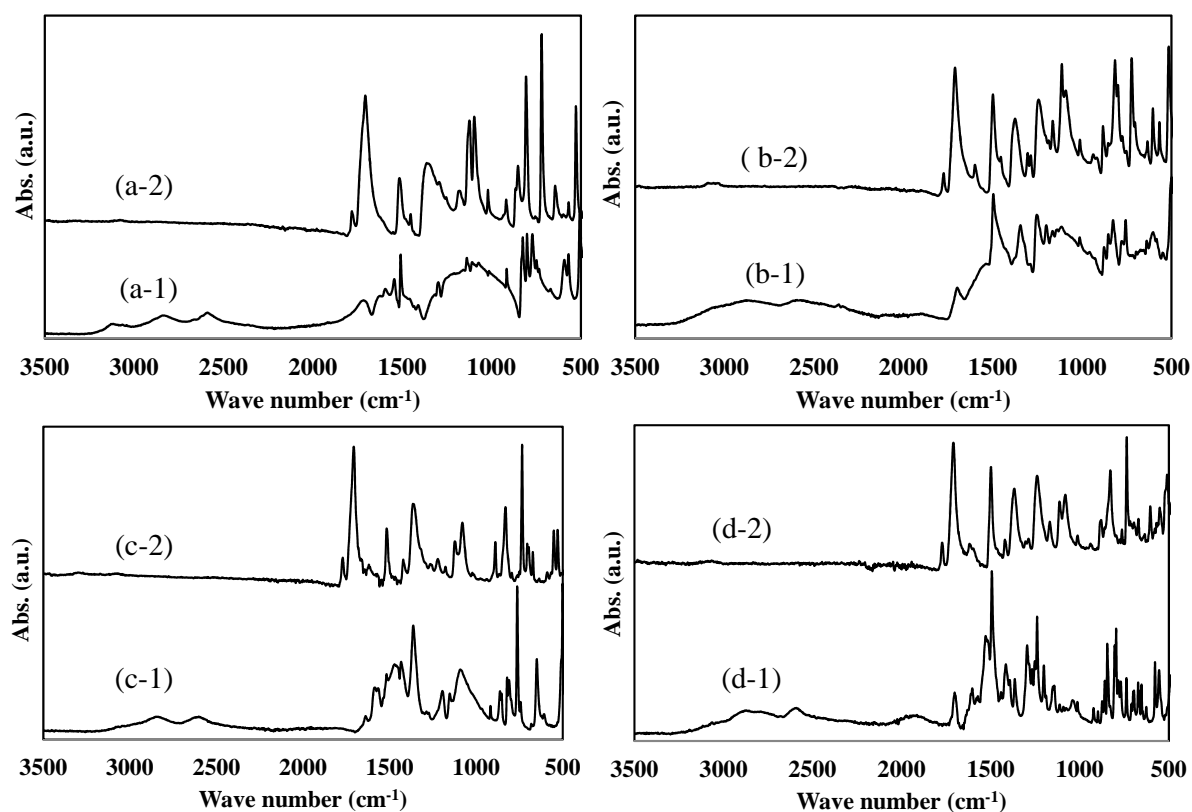 Abs. (a.u.)
(a-2)
(a-1)
3500 3000 2500 2000 1500 1000 500
Wave number (cm-1)
Abs. (a.u.)
( b-2)
(b-1)
3500 3000 2500 2000 1500 1000 500
Wave number (cm-1)
Abs. (a.u.)
(c-2)
(c-1)
3500 3000 2500 2000 1500 1000 500
Wave number (cm-1)
Abs. (a.u.)
(d-2)
(d-1)
3500 3000 2500 2000 1500 1000 500
Wave number (cm-1)